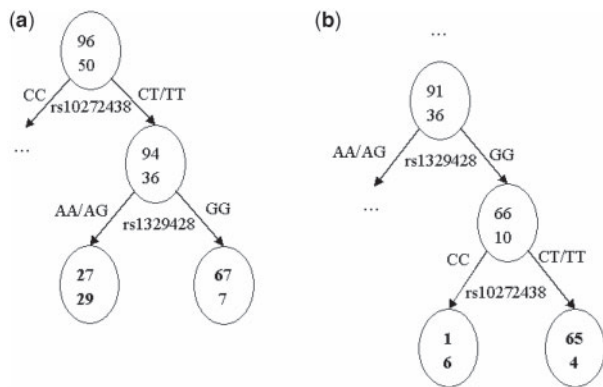 (a)
96
50
CC
CT/TT
rs10272438
...
94
36
AA/AG
GG
rs1329428
27
29
67
7
(b)
...
91
36
AA/AG
GG
rs1329428
...
66
10
CC
CT/TT
rs10272438
1
6
65
4